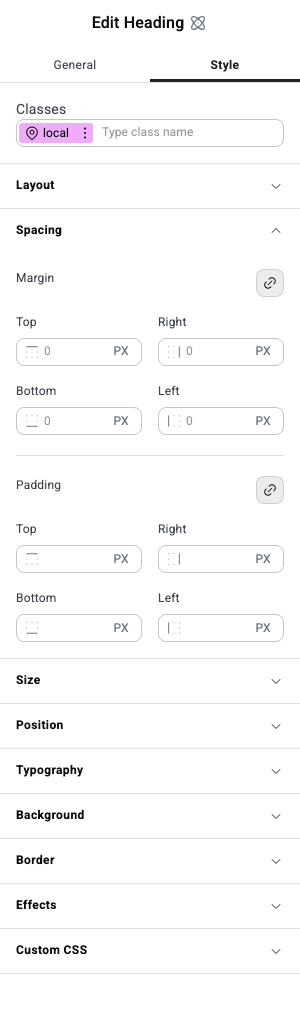 Edit Heading
General Style
Classes
local Type class name
Layout
Spacing
Margin
Top Right
0 PX 0 PX
Bottom Left
0 PX 0 PX
Padding
Top Right
PX PX
Bottom Left
PX PX
Size
Position
Typography
Background
Border
Effects
Custom CSS